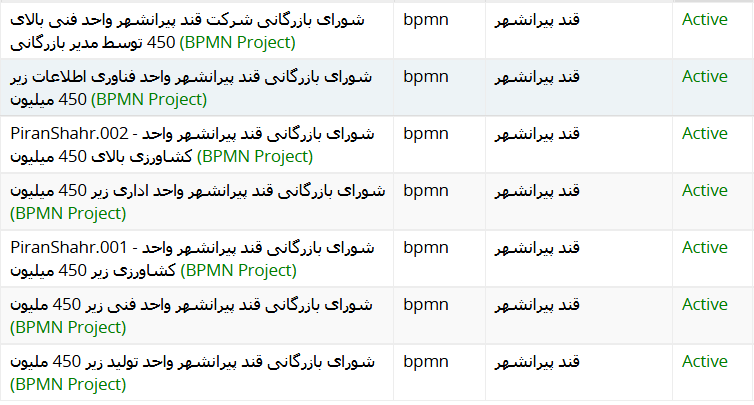 شورای بازرگانی شرکت قند پیرانشهر واحد فنی بالای
450 توسط مدیر بازرگانی (BPMN Project)
bpmn
قند پیرانشهر
Active
شورای بازرگانی قند پیرانشهر واحد فناوری اطلاعات زیر
450 میلیون (BPMN Project)
bpmn
قند پیرانشهر
Active
PiranShahr.002 - شورای بازرگانی قند پیرانشهر واحد
کشاورزی بالای 450 میلیون (BPMN Project)
bpmn
قند پیرانشهر
Active
شورای بازرگانی قند پیرانشهر واحد اداری زیر 450 میلیون
(BPMN Project)
bpmn
قند پیرانشهر
Active
PiranShahr.001 - شورای بازرگانی قند پیرانشهر واحد
کشاورزی زیر 450 میلیون (BPMN Project)
bpmn
قند پیرانشهر
Active
شورای بازرگانی قند پیرانشهر واحد فنی زیر 450 ملیون
(BPMN Project)
bpmn
قند پیرانشهر
Active
شورای بازرگانی قند پیرانشهر واحد تولید زیر 450 ملیون
(BPMN Project)
bpmn
قند پیرانشهر
Active